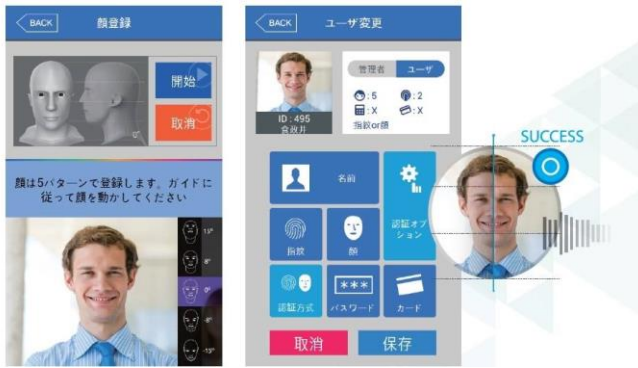 BACK
顔登録
開始
取消
0°
顔は5パターンで登録します。ガイドに
従って顔を動かしてください
13°
8°
0°
-8°
-13°
BACK
ユーザ変更
管理者
ユーザ
:5
:2
:X
:X
指紋or顔
ID:495
名前
認証オプ
ション
指紋
顔
認証方式
***
パスワード
カード
取消
保存
SUCCESS